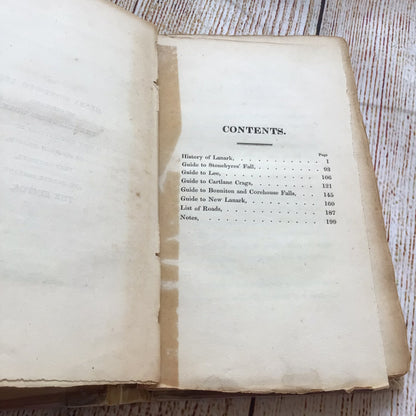 CONTENTS.
Page
History of Lanark, 1
Guide to Stonebyres' Fall, 93
Guide to Lee, 106
Guide to Cartlane Crags, 121
Guide to Bonniton and Corehouse Falls, 145
Guide to New Lanark, 160
List of Roads, 187
Notes, 199